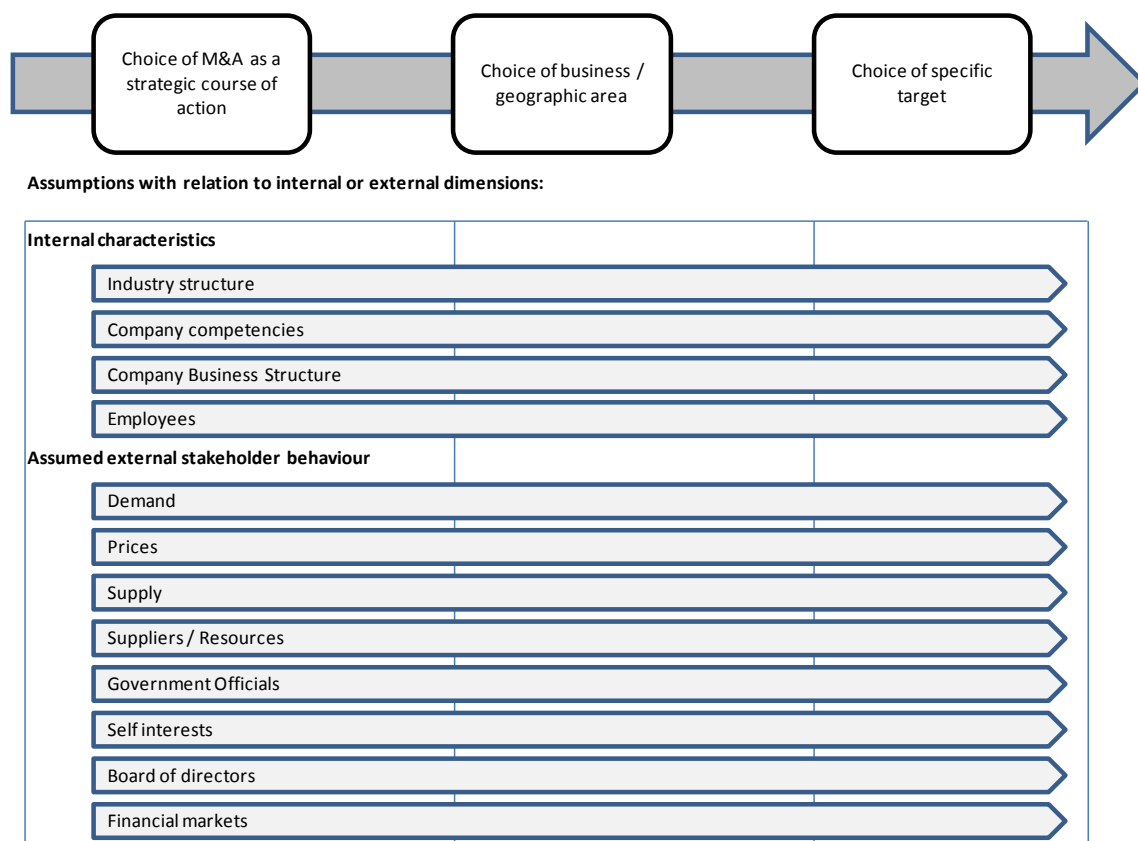 Choice of M&A as a
strategic course of
action
Choice of business /
geographic area
Choice of specific
target
Assumptions with relation to internal or external dimensions:
Internal characteristics
Industry structure
Company competencies
Company Business Structure
Employees
Assumed external stakeholder behaviour
Demand
Prices
Supply
Suppliers / Resources
Government Officials
Self interests
Board of directors
Financial markets